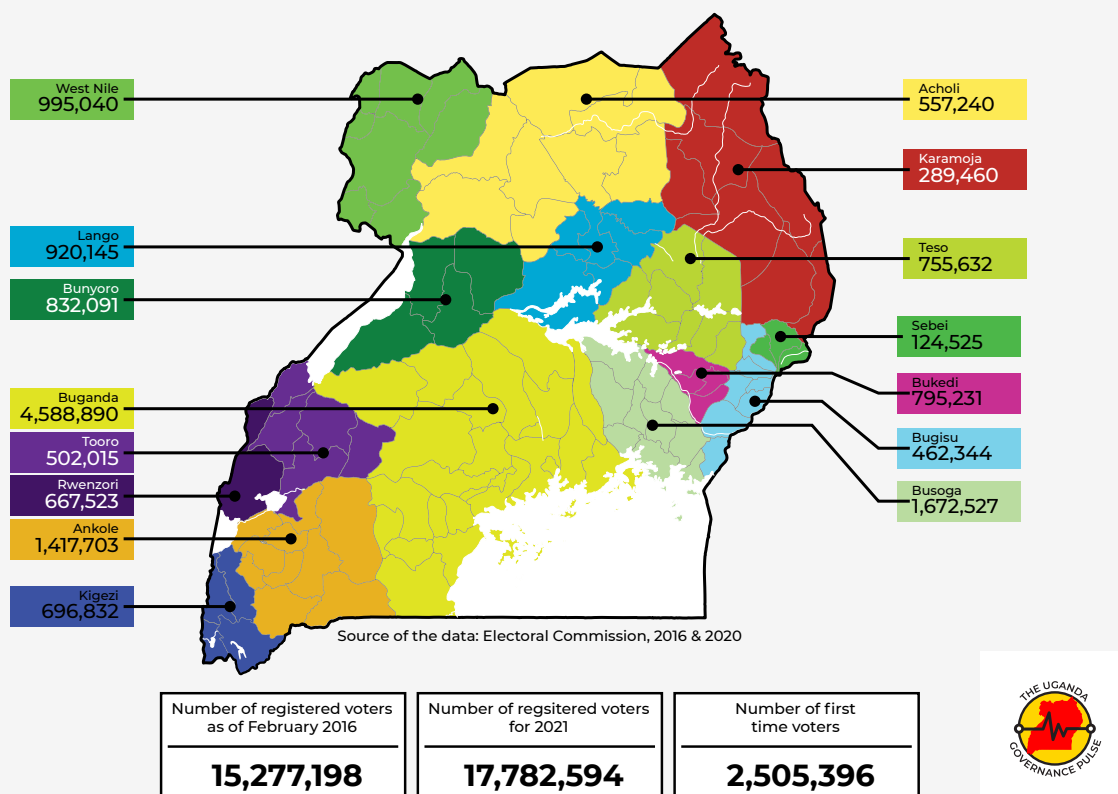 West Nile
995,040
Lango
920,145
Bunyoro
832,091
Buganda
4,588,890
Tooro
502,015
Rwenzori
667,523
Ankole
1,417,703
Kigezi
696,832
Acholi
557,240
Karamoja
289,460
Teso
755,632
Sebei
124,525
Bukedi
795,231
Bugisu
462,344
Busoga
1,672,527
Source of the data: Electoral Commission, 2016 & 2020
Number of registered voters
as of February 2016
15,277,198
Number of regsitered voters
for 2021
17,782,594
Number of first
time voters
2,505,396
THE UGANDA
GOVERNANCE PULSE